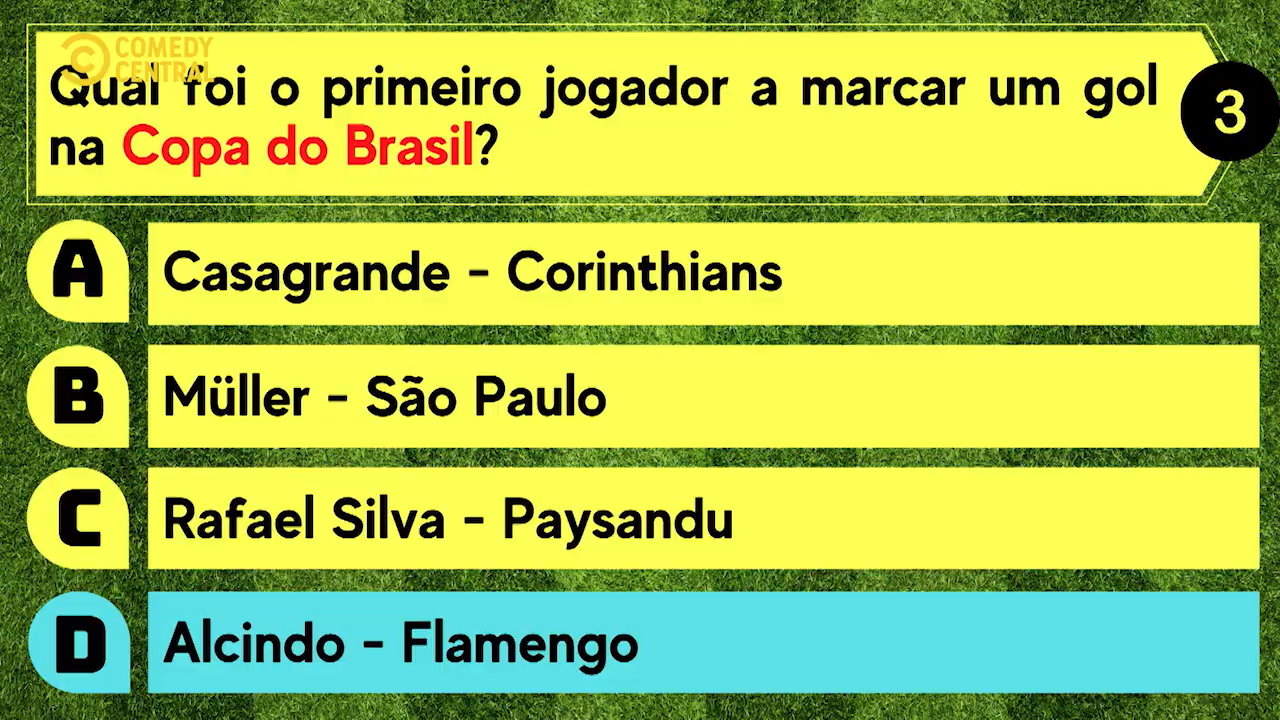 COMEDY
CENTRAL
Qual foi o primeiro jogador a marcar um gol
na Copa do Brasil?
3
A
Casagrande - Corinthians
B
Müller - São Paulo
C
Rafael Silva - Paysandu
D
Alcindo - Flamengo